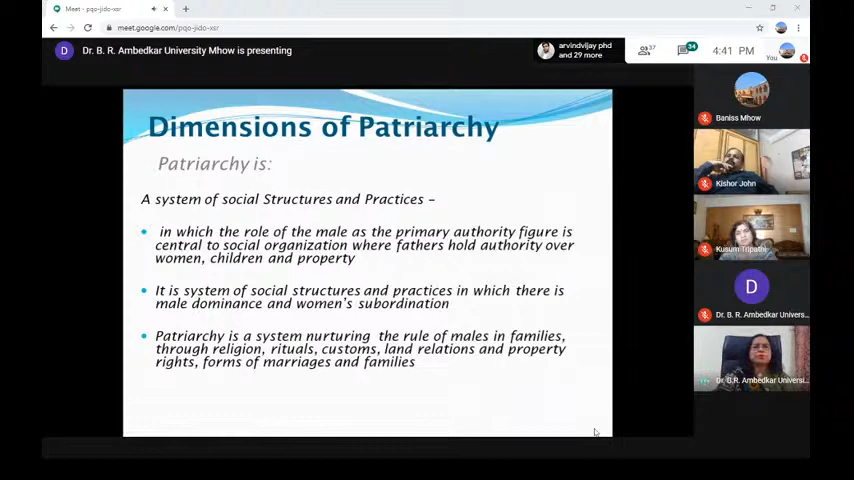 Meet - pqo-jido-xsr
meet.google.com/pqo-jido-xsr
D
Dr. B. R. Ambedkar University Mhow is presenting
arvindvijay phd
and 29 more
37
34
4:41 PM
You
Dimensions of Patriarchy
Patriarchy is:
A system of social Structures and Practices –
in which the role of the male as the primary authority figure is
central to social organization where fathers hold authority over
women, children and property
It is system of social structures and practices in which there is
male dominance and women's subordination
Patriarchy is a system nurturing the rule of males in families,
through religion, rituals, customs, land relations and property
rights, forms of marriages and families
Baniss Mhow
Kishor John
Kusum Tripathi
D
Dr. B. R. Ambedkar Univers...
Dr. B.R. Ambedkar Universi...